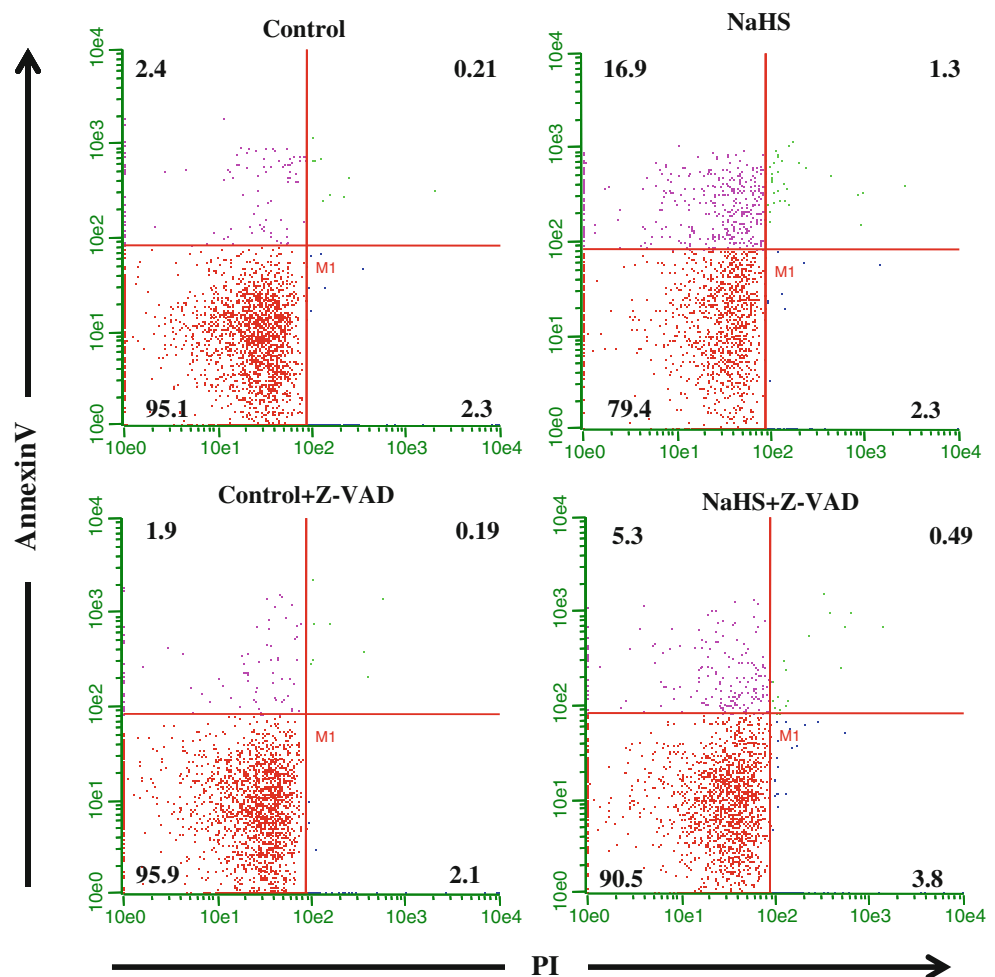 Control
2.4
0.21
10e4
10e3
10e2
10e1
10e0
M1
95.1
2.3
10e0
10e1
10e2
10e3
10e4
NaHS
16.9
1.3
10e4
10e3
10e2
10e1
10e0
M1
79.4
2.3
10e0
10e1
10e2
10e3
10e4
AnnexinV
Control+Z-VAD
1.9
0.19
10e4
10e3
10e2
10e1
10e0
M1
95.9
2.1
10e0
10e1
10e2
10e3
10e4
NaHS+Z-VAD
5.3
0.49
10e4
10e3
10e2
10e1
10e0
M1
90.5
3.8
10e0
10e1
10e2
10e3
10e4
PI